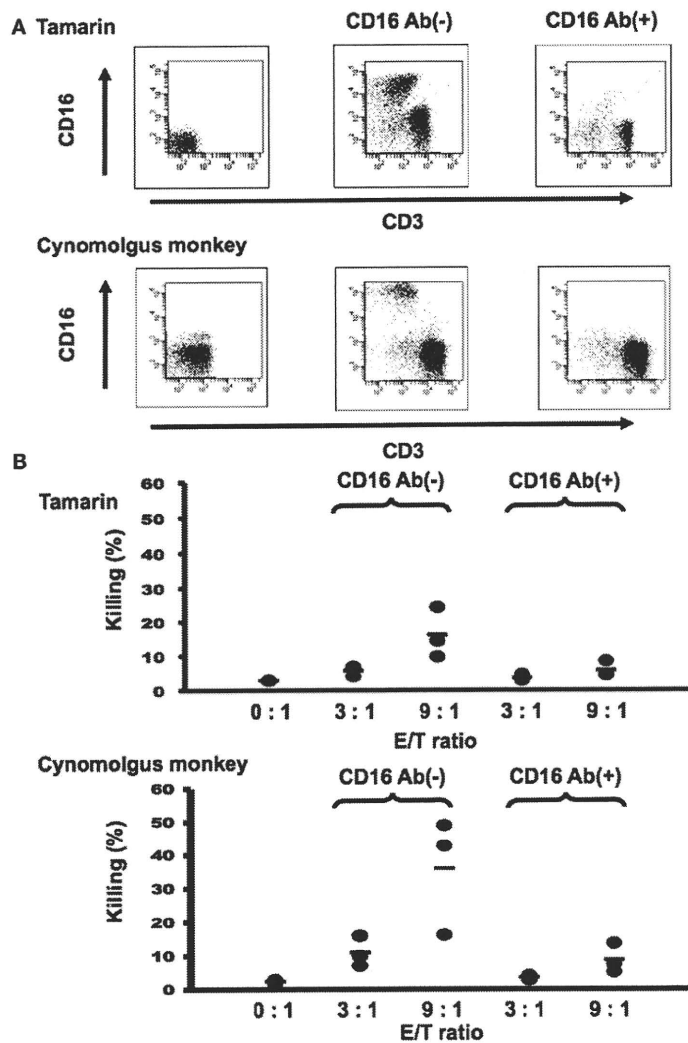 A Tamarin CD16 Ab(-) CD16 Ab(+)
CD16
CD3
Cynomolgus monkey
CD16
CD3
B
Tamarin
CD16 Ab(-) CD16 Ab(+)
Killing (%)
60
50
40
30
20
10
0
0 : 1 3 : 1 9 : 1 3 : 1 9 : 1
E/T ratio
Cynomolgus monkey
CD16 Ab(-) CD16 Ab(+)
Killing (%)
60
50
40
30
20
10
0
0 : 1 3 : 1 9 : 1 3 : 1 9 : 1
E/T ratio